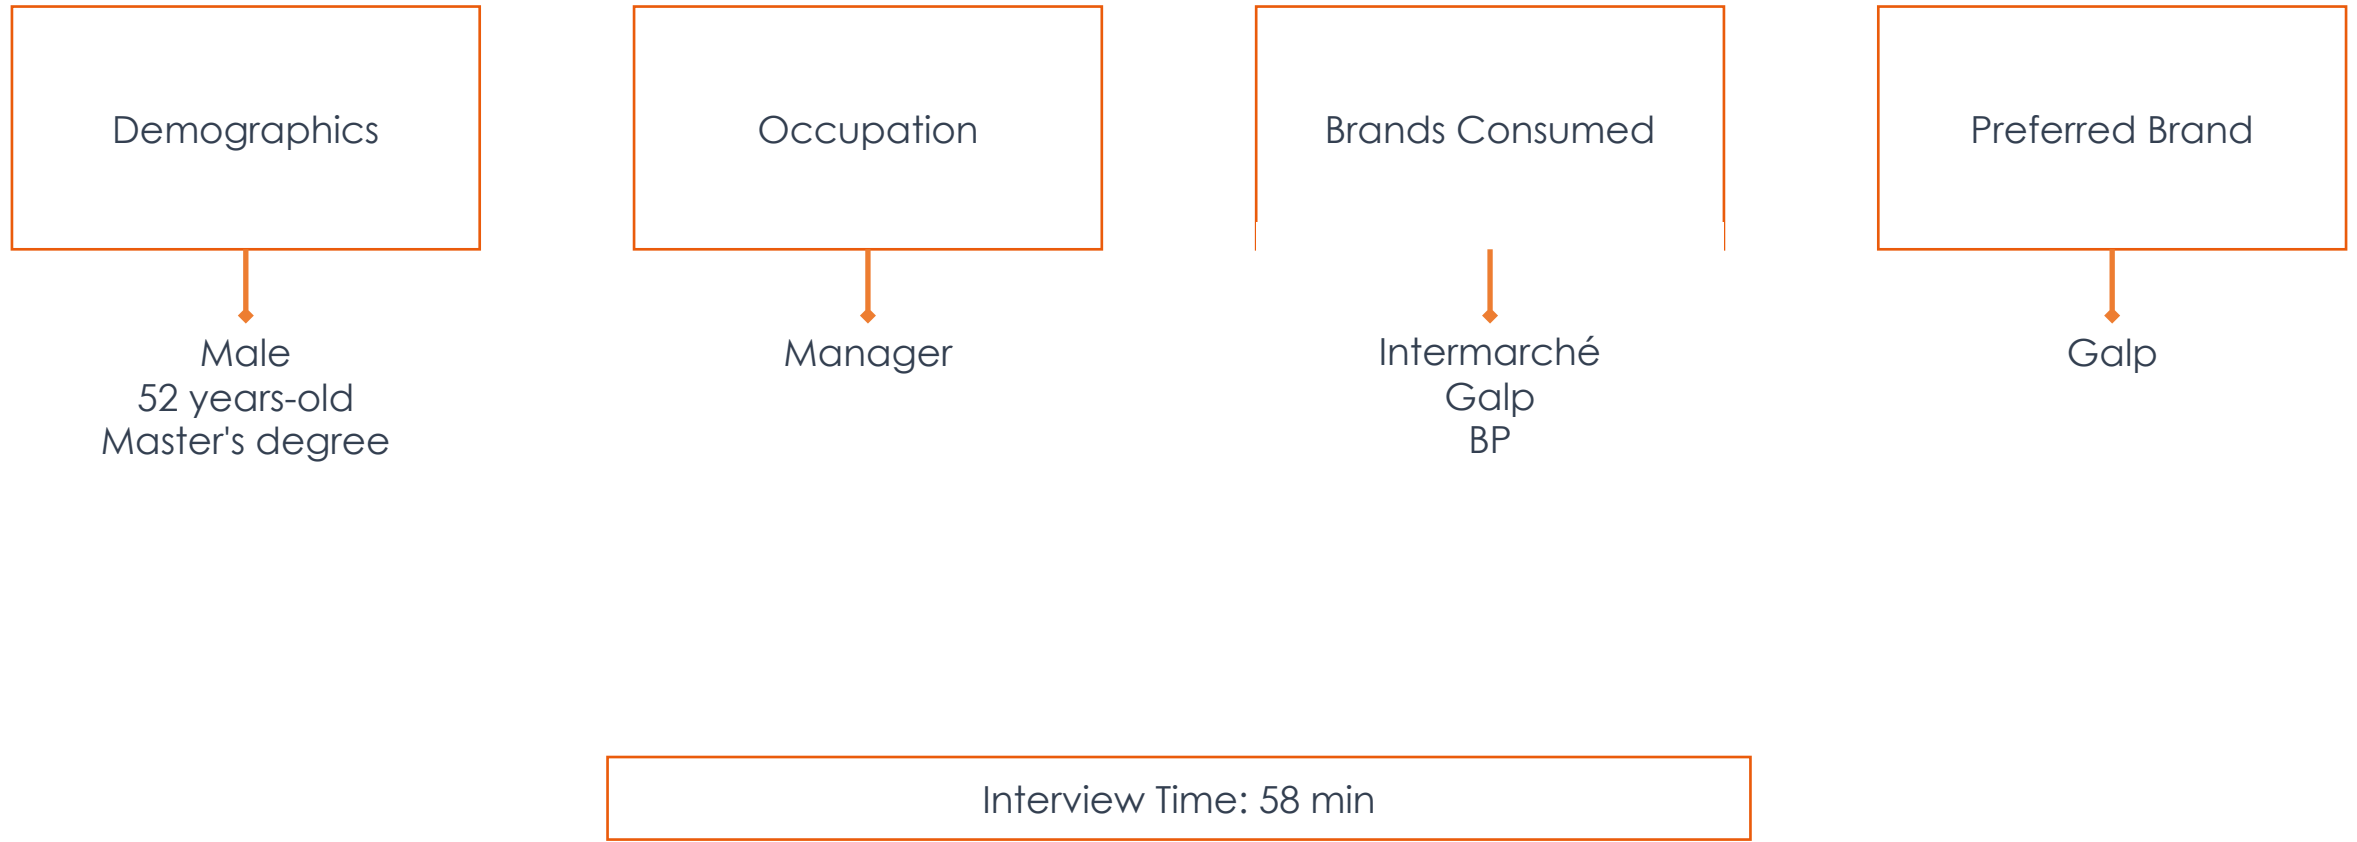 Demographics
Occupation
Brands Consumed
Preferred Brand
Male
52 years-old
Master's degree
Manager
Intermarché
Galp
BP
Galp
Interview Time: 58 min